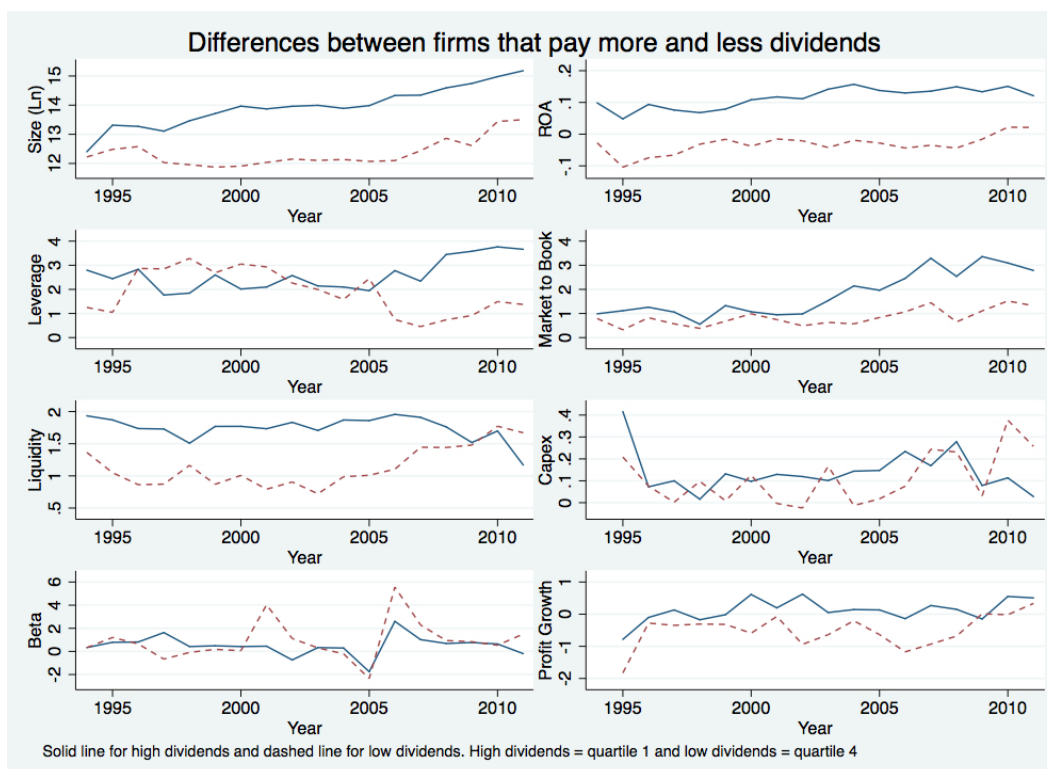 Differences between firms that pay more and less dividends
Size (Ln)
15
14
13
12
1995 2000 2005 2010
Year
ROA
.2
.1
0
-.1
1995 2000 2005 2010
Year
Leverage
4
3
2
1
0
1995 2000 2005 2010
Year
Market to Book
4
3
2
1
0
1995 2000 2005 2010
Year
Liquidity
2
1.5
1
.5
1995 2000 2005 2010
Year
Capex
.4
.3
.2
.1
0
1995 2000 2005 2010
Year
Beta
6
4
2
0
-2
1995 2000 2005 2010
Year
Profit Growth
1
0
-1
-2
1995 2000 2005 2010
Year
Solid line for high dividends and dashed line for low dividends. High dividends = quartile 1 and low dividends = quartile 4